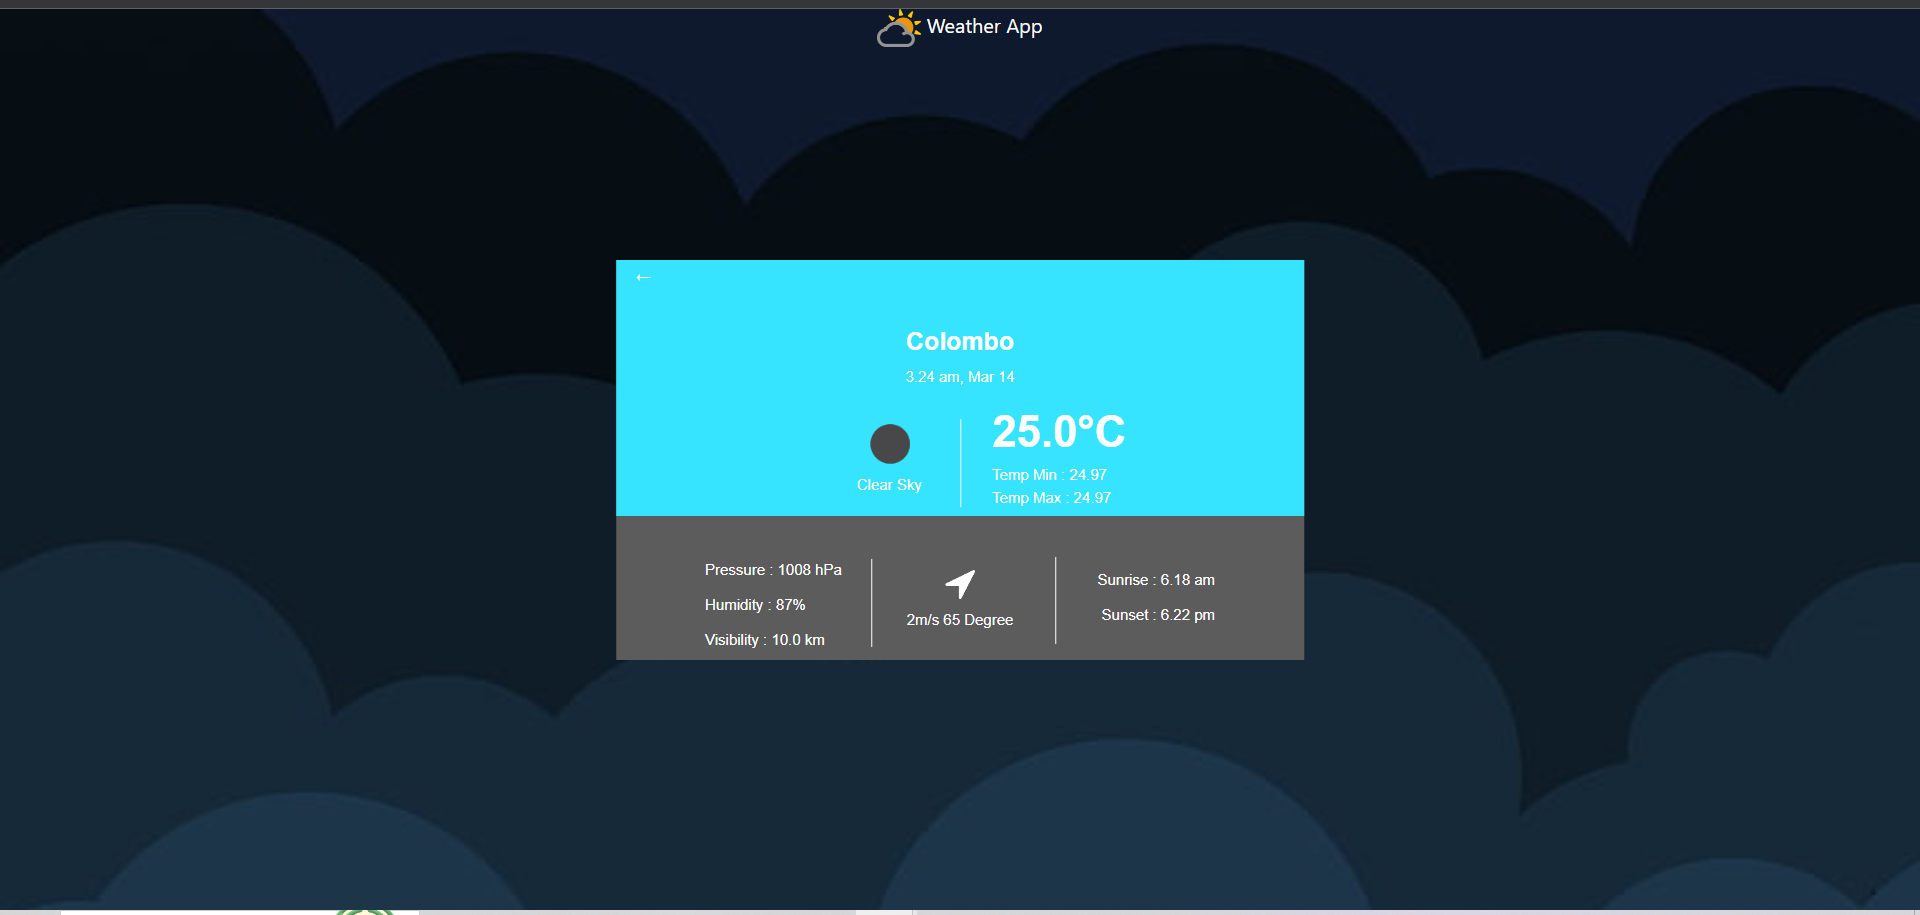 Weather App
←
Colombo
3.24 am, Mar 14
25.0°C
Clear Sky
Temp Min : 24.97
Temp Max : 24.97
Pressure : 1008 hPa
Humidity : 87%
Visibility : 10.0 km
2m/s 65 Degree
Sunrise : 6.18 am
Sunset : 6.22 pm